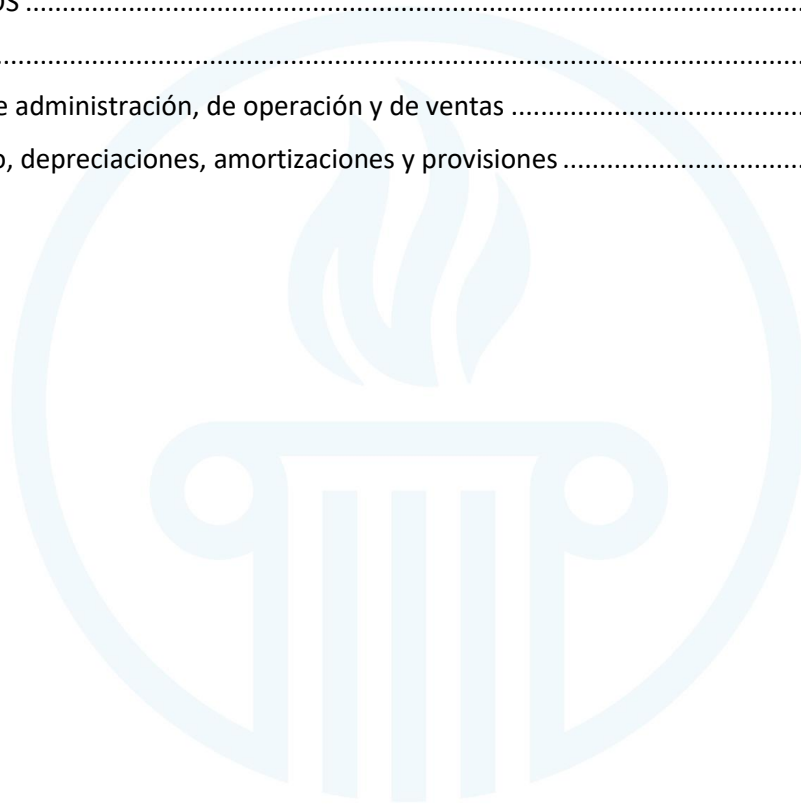 os ........................................................................................................
........................................................................................................
e administración, de operación y de ventas ........................................
o, depreciaciones, amortizaciones y provisiones ................................